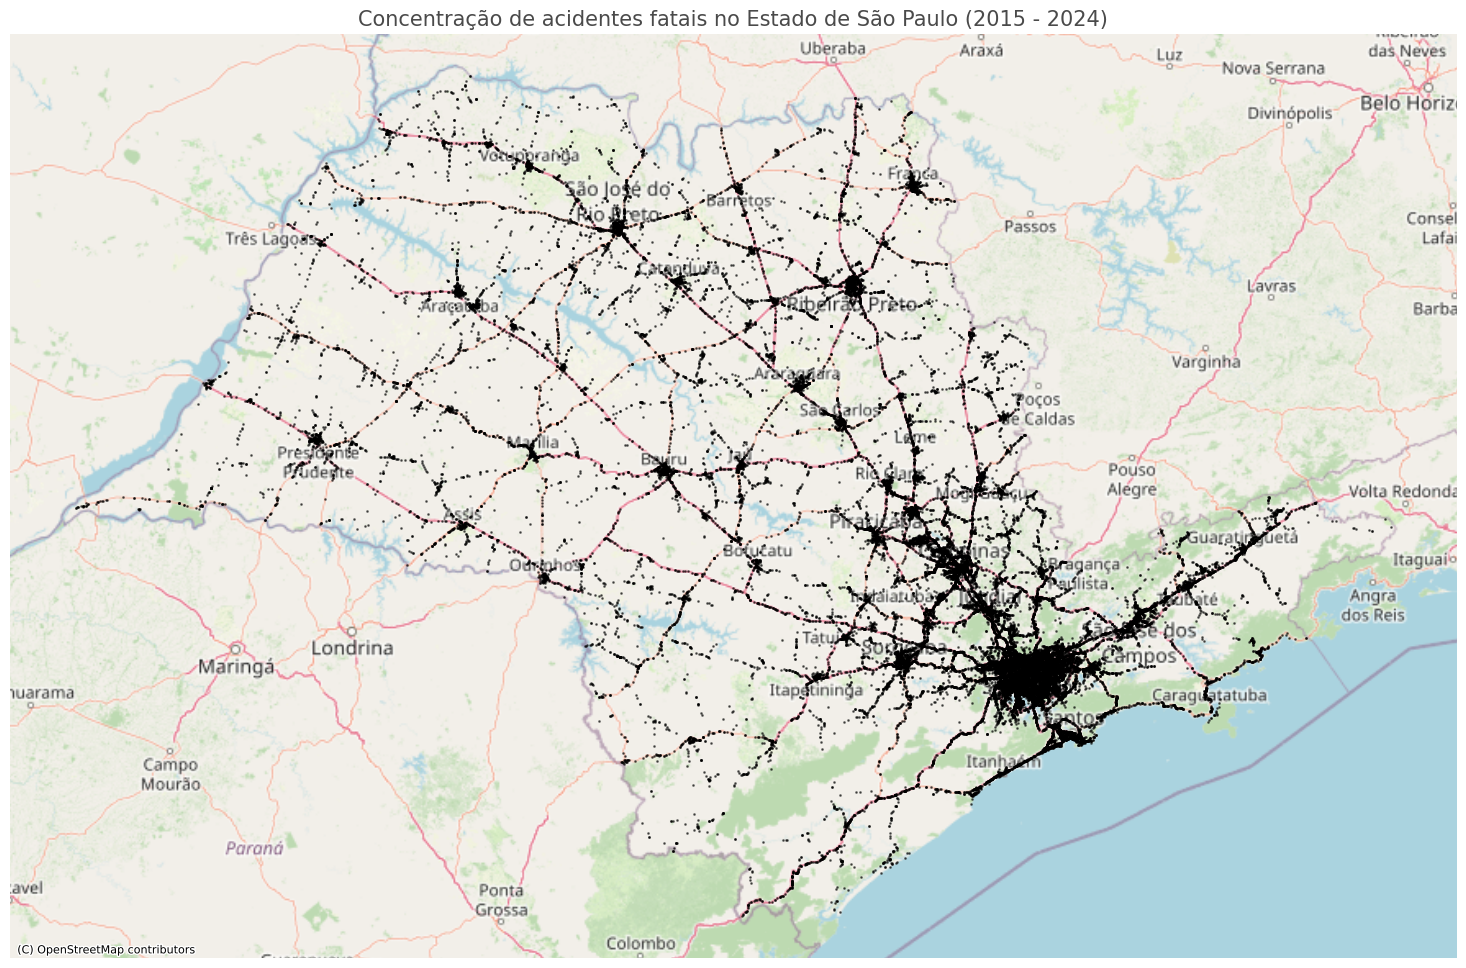 Concentração de acidentes fatais no Estado de São Paulo (2015 - 2024)
Uberaba
Araxá
Luz
das Neves
Nova Serrana
Belo Horiz
Divinópolis
Votuporanga
São José do
Rio Preto
Barretos
Franca
Passos
Três Lagoas
Catanduva
Araçatuba
Ribeirão Preto
Lavras
Conse
Lafai
Barba
Varginha
Araraquara
São Carlos
Poços
de Caldas
Leme
Presidente
Prudente
Marília
Bauru
Jaú
Rio Claro
Mogi Guaçu
Pouso
Alegre
Volta Redonda
Assis
Piracicaba
Campinas
Guaratinguetá
Itaguaí
Ourinhos
Botucatu
Bragança
Paulista
Angra
dos Reis
Indaiatuba
Jundiaí
Taubaté
Londrina
Maringá
Tatuí
Sorocaba
São José dos
Campos
Itapetininga
Caraguatatuba
Santos
Itanhaém
nuarama
Campo
Mourão
Paraná
avel
Ponta
Grossa
Colombo
(C) OpenStreetMap contributors